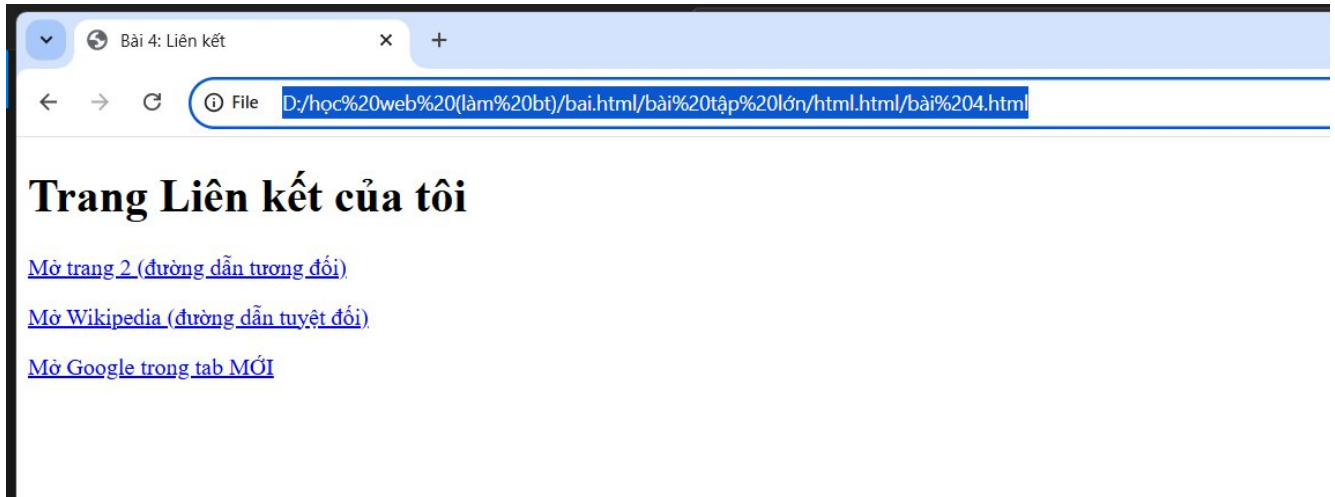 Bài 4: Liên kết
File D:/học%20web%20(làm%20bt)/bai.html/bài%20tập%20lớn/html.html/bài%204.html
Trang Liên kết của tôi
Mở trang 2 (đường dẫn tương đối)
Mở Wikipedia (đường dẫn tuyệt đối)
Mở Google trong tab MỚI